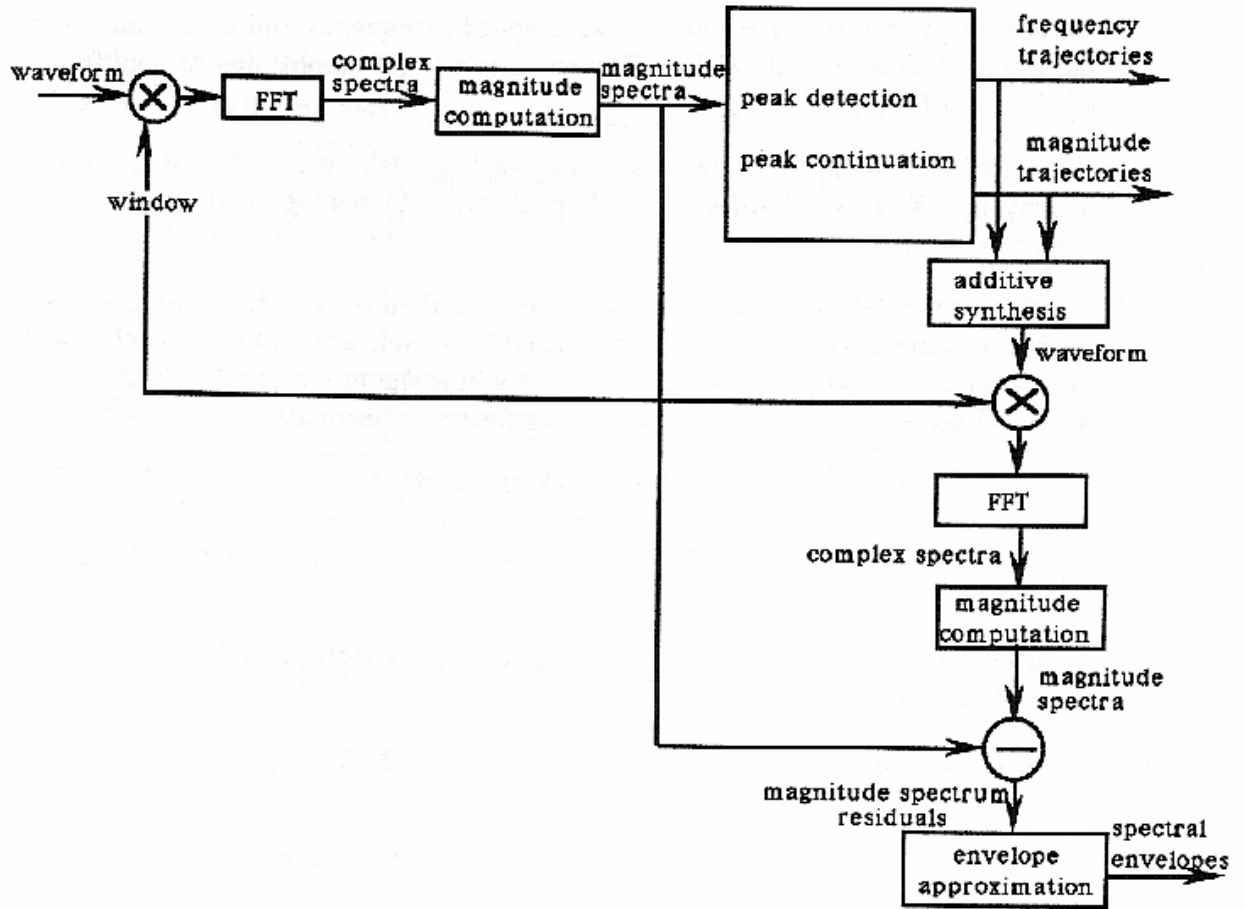 frequency
trajectories
waveform
complex
spectra
magnitude
spectra
FFT
magnitude
computation
peak detection
peak continuation
magnitude
trajectories
window
additive
synthesis
waveform
FFT
complex spectra
magnitude
computation
magnitude
spectra
magnitude spectrum
residuals
spectral
envelopes
envelope
approximation